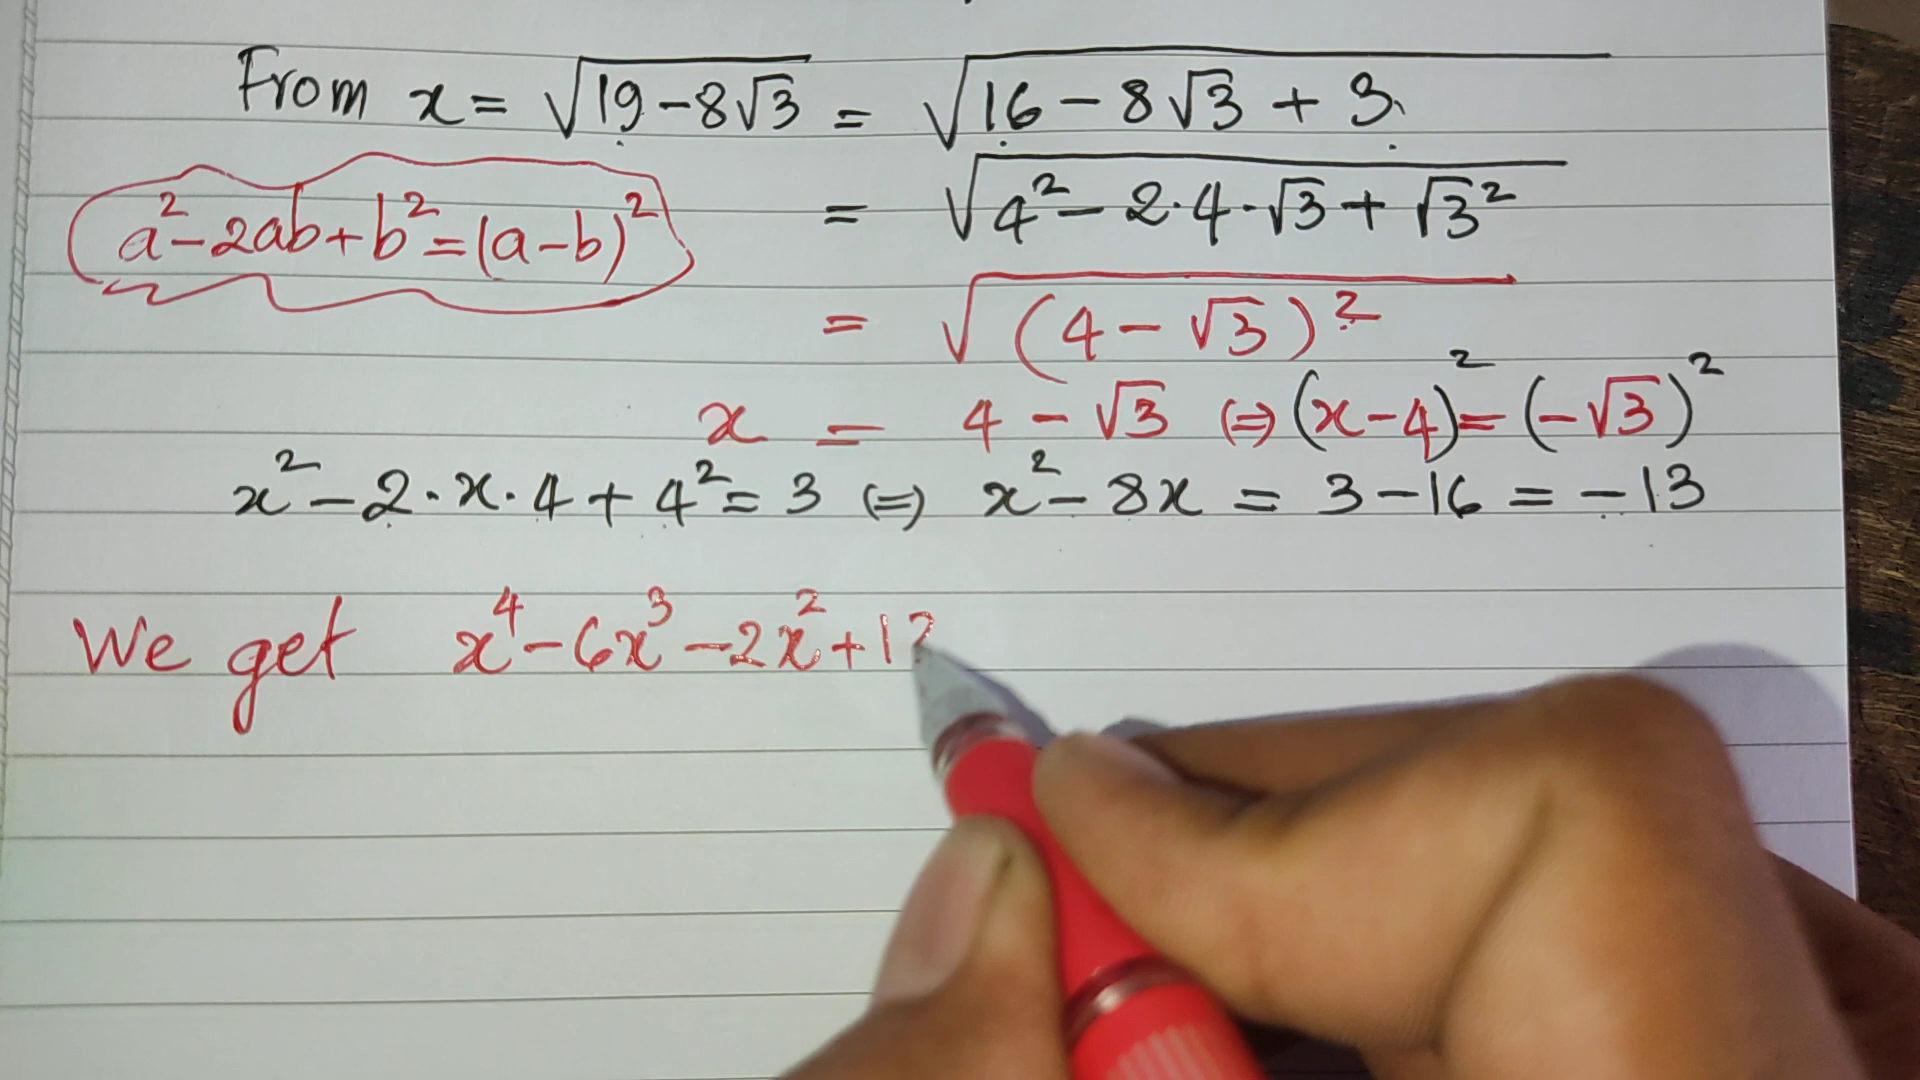 From x = √19-8√3 = √16 - 8√3 + 3
a²-2ab+b²=(a-b)²
= √4² - 2·4·√3 + √3²
= √(4-√3)²
x = 4 - √3 ⇔ (x-4)² = (-√3)²
x² - 2·x·4 + 4² = 3 ⇔ x² - 8x = 3-16 = -13
We get x⁴-6x³-2x²+1